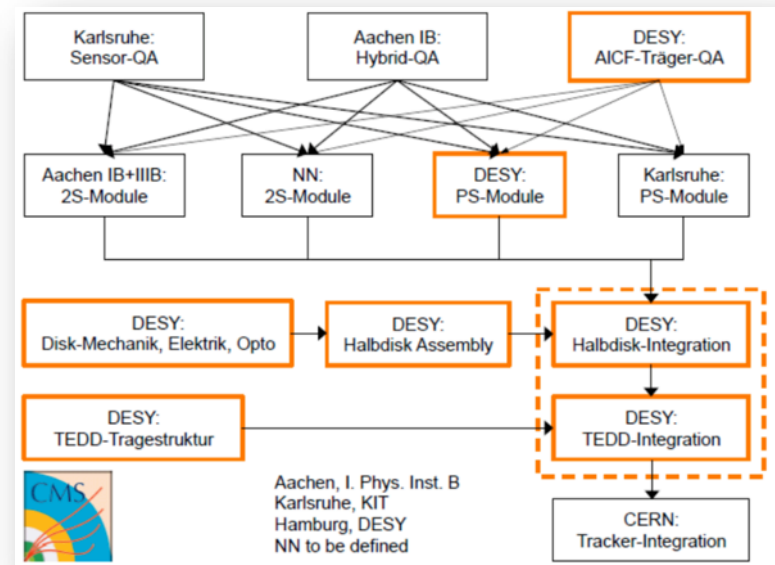 Karlsruhe:
Sensor-QA
Aachen IB:
Hybrid-QA
DESY:
AlCF-Träger-QA
Aachen IB+IIIB:
2S-Module
NN:
2S-Module
DESY:
PS-Module
Karlsruhe:
PS-Module
DESY:
Disk-Mechanik, Elektrik, Opto
DESY:
Halbdisk Assembly
DESY:
Halbdisk-Integration
DESY:
TEDD-Tragestruktur
DESY:
TEDD-Integration
CMS
Aachen, I. Phys. Inst. B
Karlsruhe, KIT
Hamburg, DESY
NN to be defined
CERN:
Tracker-Integration